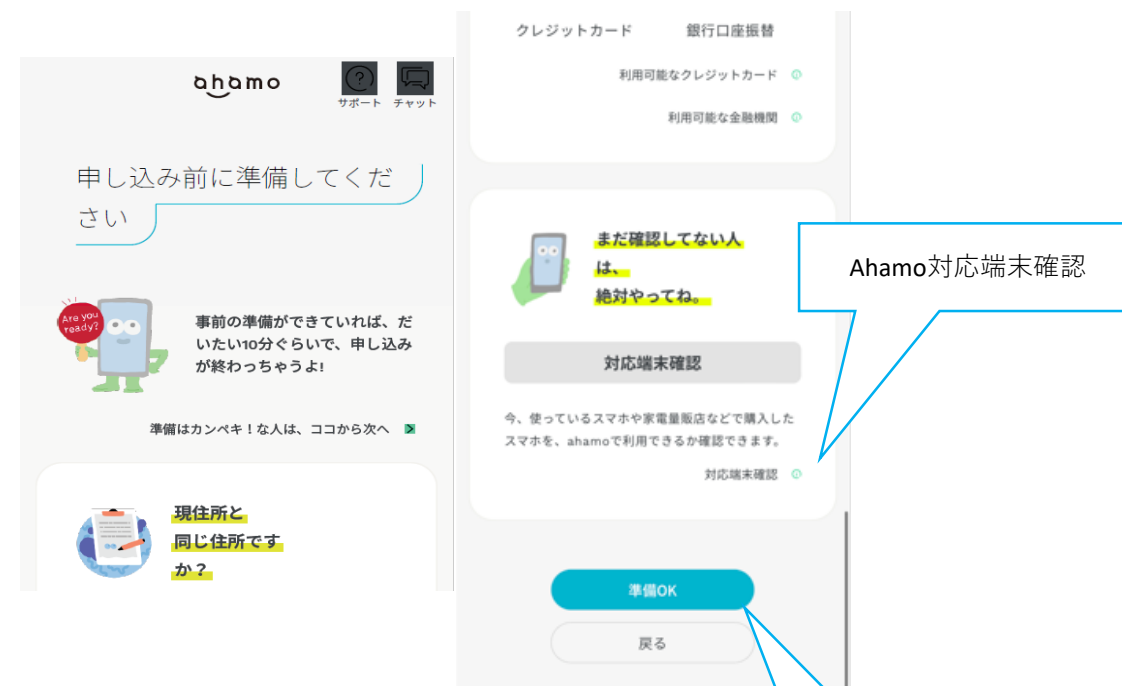 ahamo
サポート
チャット
申し込み前に準備してくだ
さい
Are you
ready?
事前の準備ができていれば、だ
いたい10分ぐらいで、申し込み
が終わっちゃうよ!
準備はカンペキ！な人は、ココから次へ
現住所と
同じ住所です
か？
クレジットカード
銀行口座振替
利用可能なクレジットカード
利用可能な金融機関
まだ確認してない人
は、
絶対やってね。
対応端末確認
今、使っているスマホや家電量販店などで購入した
スマホを、ahamoで利用できるか確認できます。
対応端末確認
準備OK
戻る
Ahamo対応端末確認